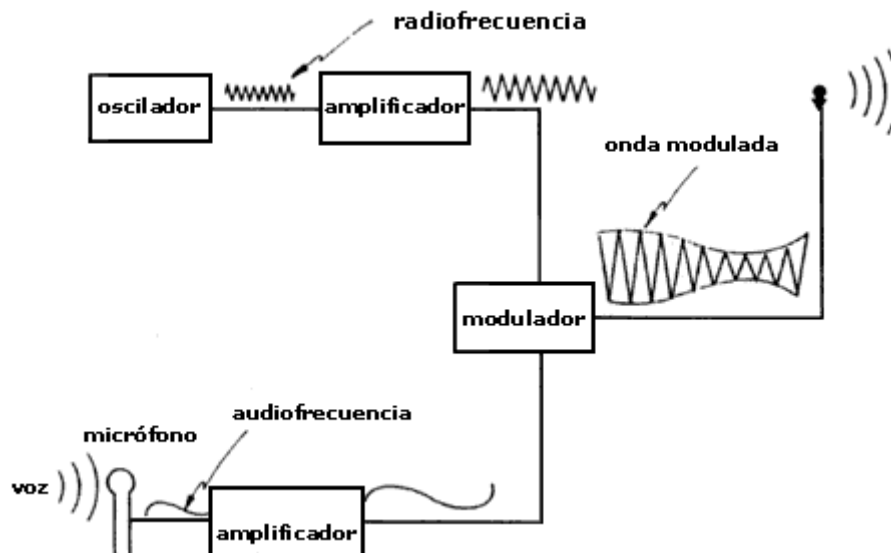 radiofrecuencia
oscilador
amplificador
onda modulada
modulador
audiofrecuencia
micrófono
voz
amplificador